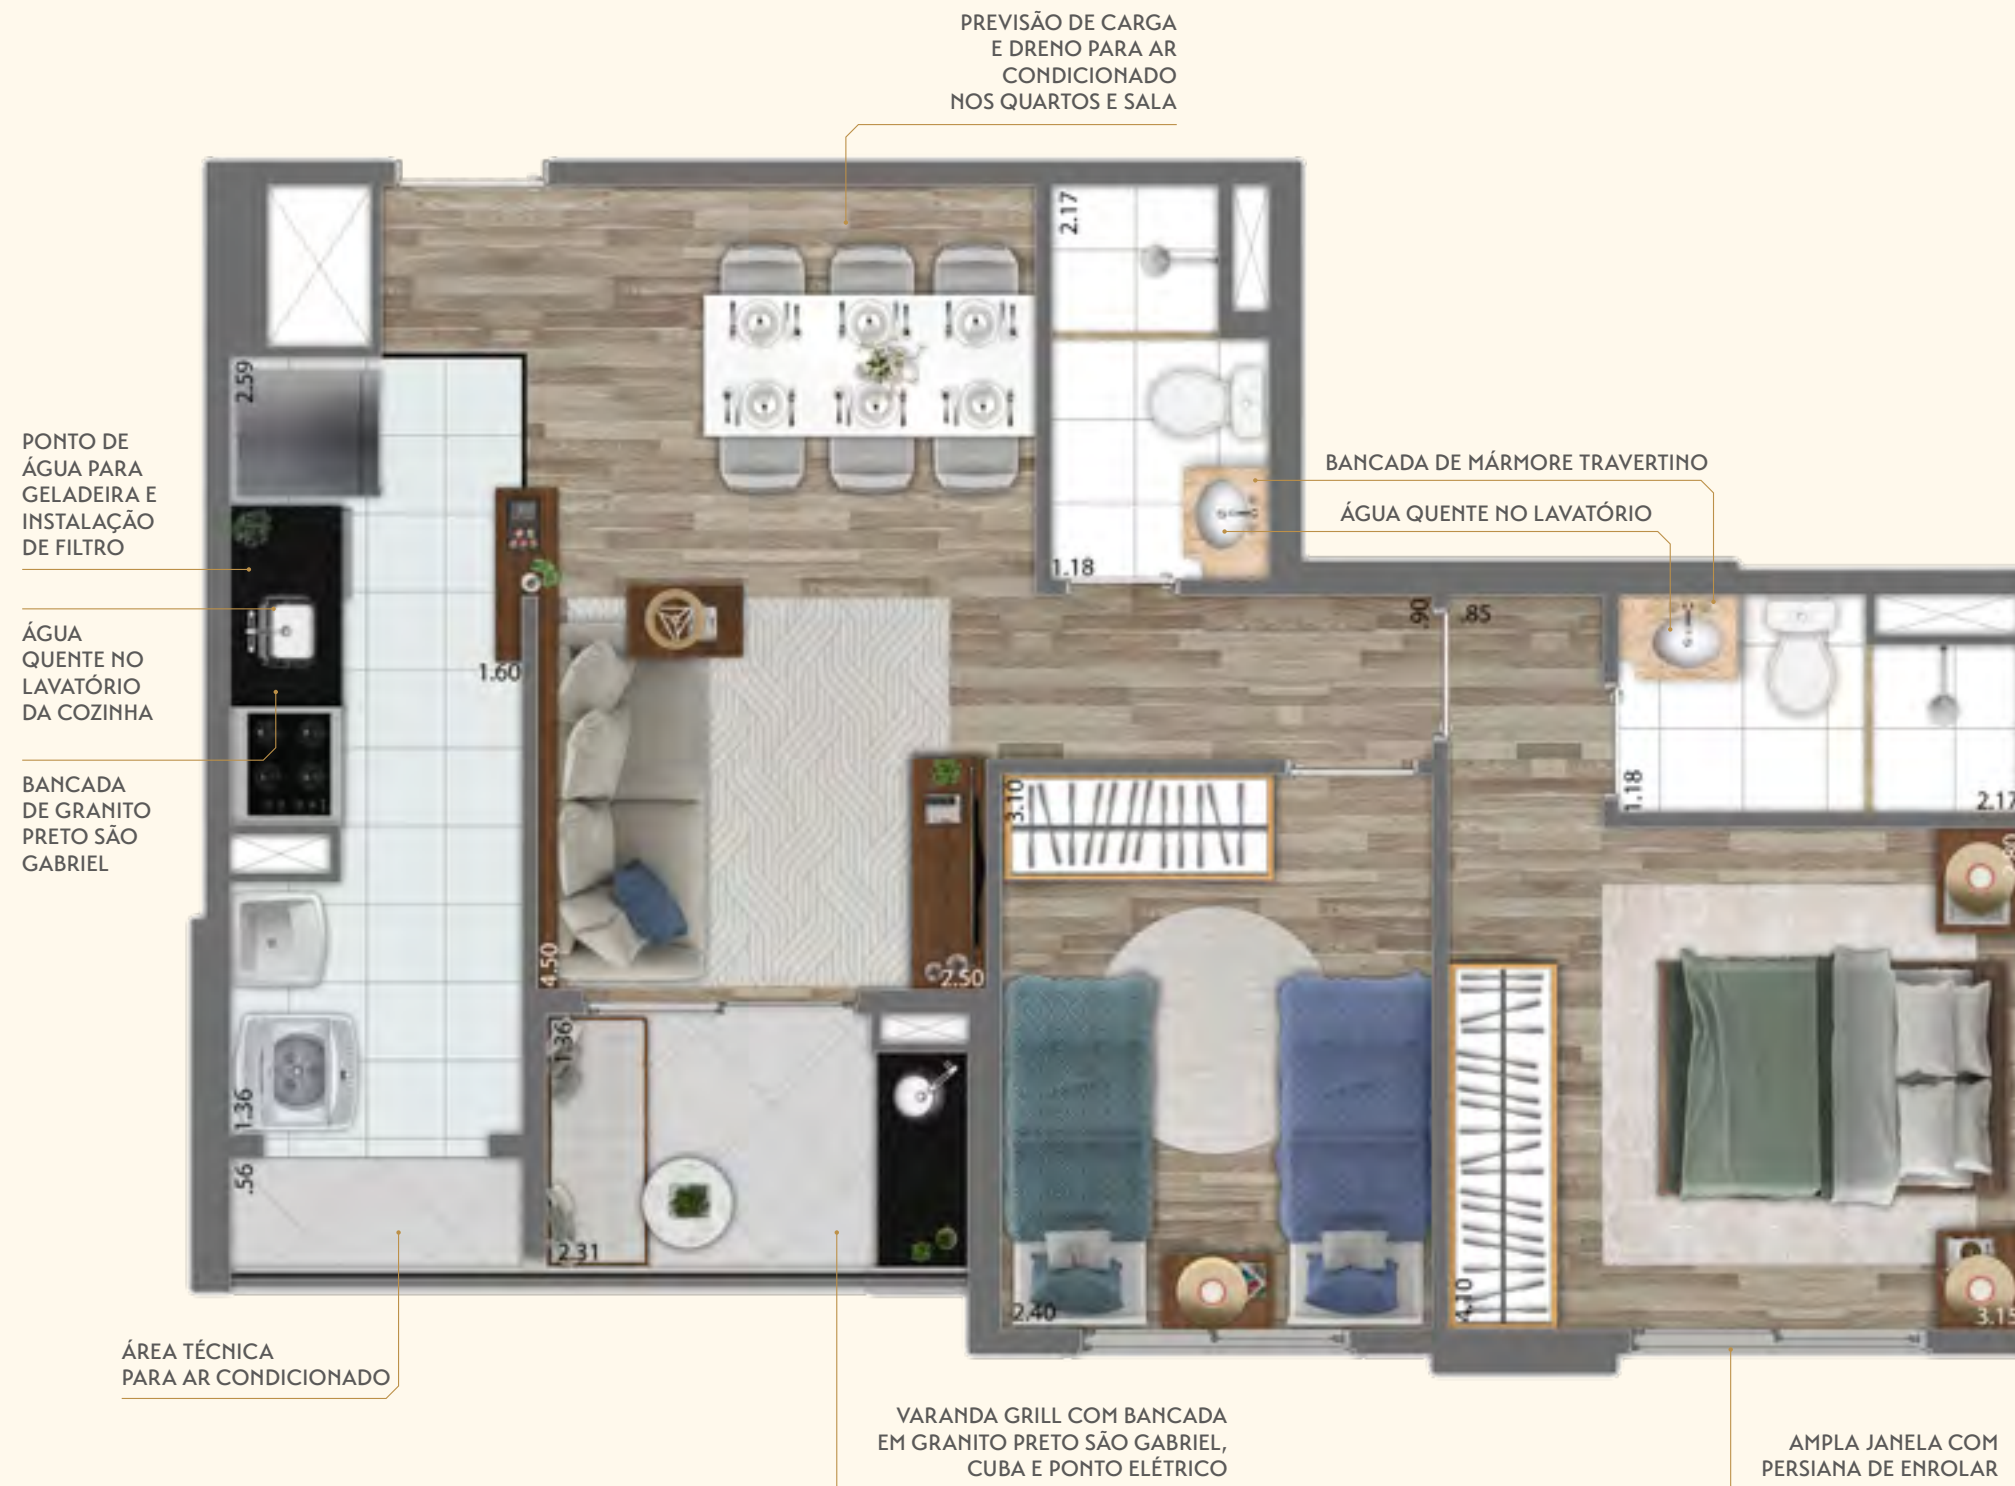 PREVISÃO DE CARGA
E DRENO PARA AR
CONDICIONADO
NOS QUARTOS E SALA
2.17
2.59
PONTO DE
ÁGUA PARA
GELADEIRA E
INSTALAÇÃO
DE FILTRO
BANCADA DE MÁRMORE TRAVERTINO
ÁGUA QUENTE NO LAVATÓRIO
1.18
.90
.85
ÁGUA
QUENTE NO
LAVATÓRIO
DA COZINHA
1.60
BANCADA
DE GRANITO
PRETO SÃO
GABRIEL
3.10
1.18
2.17
4.50
2.50
1.36
1.36
.56
2.31
2.40
4.10
3.15
ÁREA TÉCNICA
PARA AR CONDICIONADO
VARANDA GRILL COM BANCADA
EM GRANITO PRETO SÃO GABRIEL,
CUBA E PONTO ELÉTRICO
AMPLA JANELA COM
PERSIANA DE ENROLAR